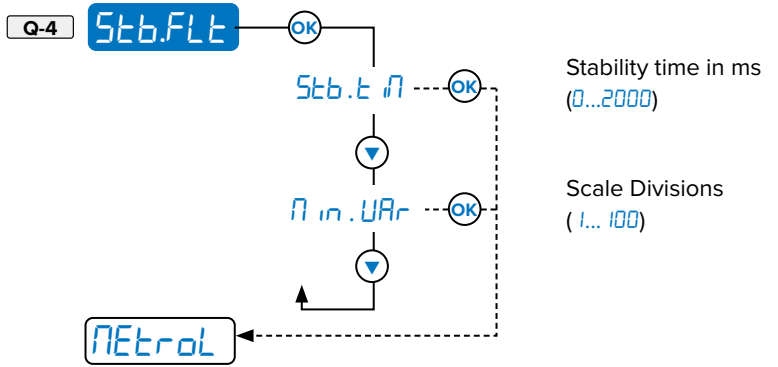 Q-4 Stb.FLt OK
Stb.tiM OK Stability time in ms
(0...2000)
▼
Min.VAr OK Scale Divisions
(1...100)
▼
MEtroL